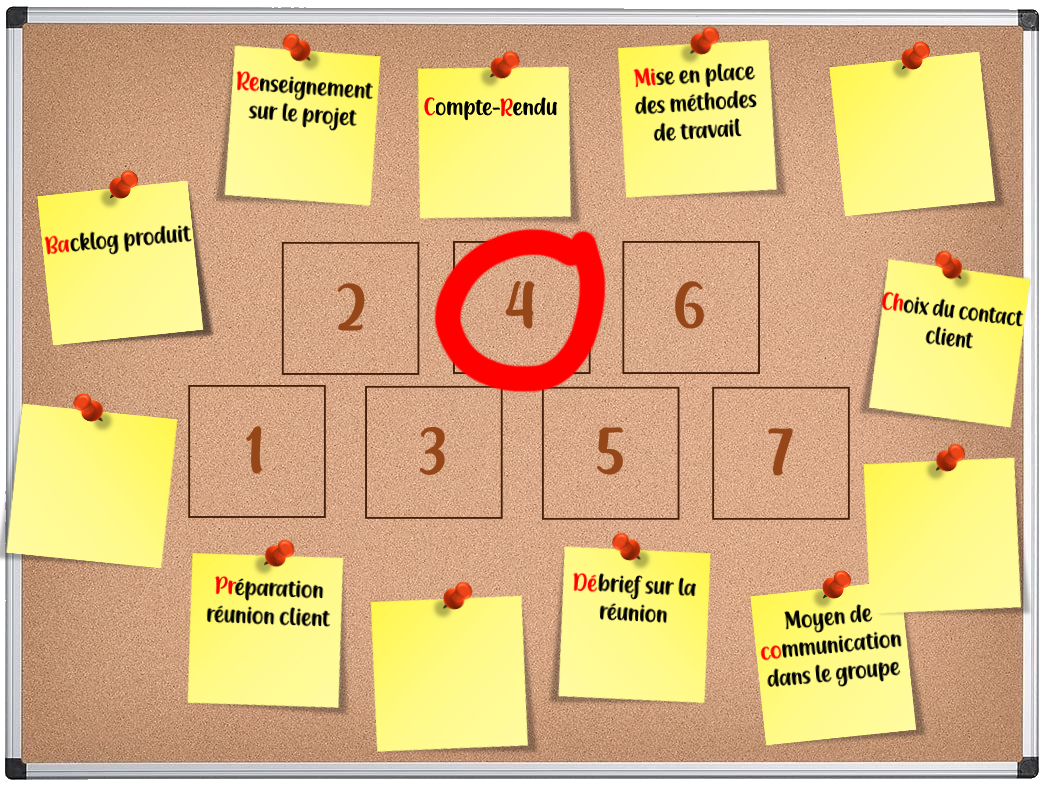 Renseignement
sur le projet
Compte-Rendu
Mise en place
des méthodes
de travail
Backlog produit
Choix du contact
client
2
4
6
1
3
5
7
Préparation
réunion client
Débrief sur la
réunion
Moyen de
communication
dans le groupe